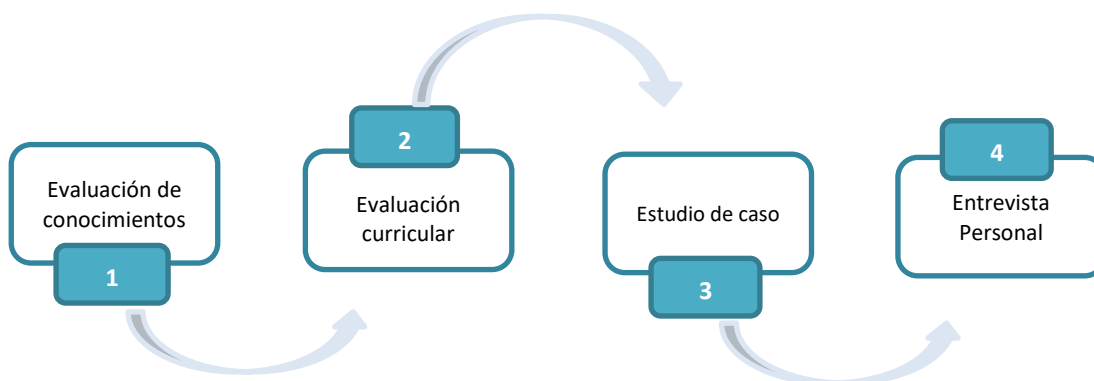 Evaluación de
conocimientos
1
2
Evaluación
curricular
Estudio de caso
3
4
Entrevista
Personal